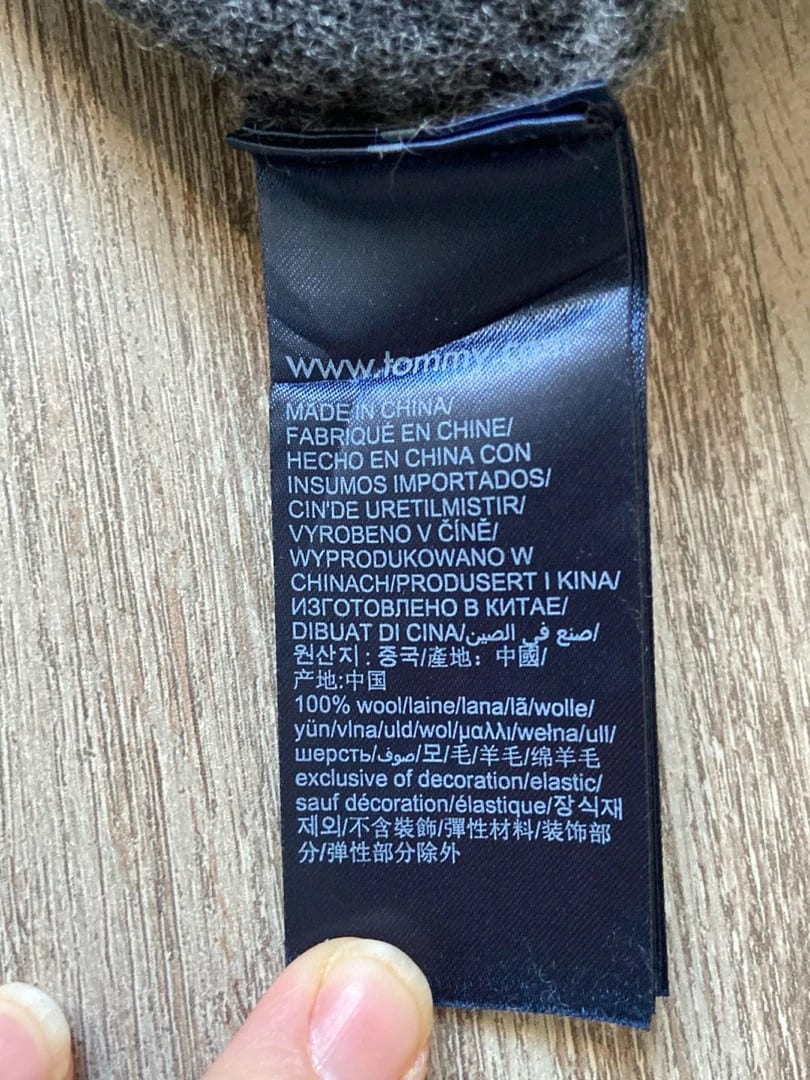 www.tommy.com
MADE IN CHINA/
FABRIQUÉ EN CHINE/
HECHO EN CHINA CON
INSUMOS IMPORTADOS/
CIN'DE URETILMISTIR/
VYROBENO V ČÍNĚ/
WYPRODUKOWANO W
CHINACH/PRODUSERT I KINA/
ИЗГОТОВЛЕНО В КИТАЕ/
DIBUAT DI CINA/صنع في الصين/
원산지: 중국/產地: 中國/
产地:中国
100% wool/laine/lana/lã/wolle/
yün/vlna/uld/wol/μαλλι/wełna/ull/
шерсть/صوف/모/毛/羊毛/绵羊毛
exclusive of decoration/elastic/
sauf décoration/élastique/장식재
제외/不含裝飾/彈性材料/装饰部
分/弹性部分除外